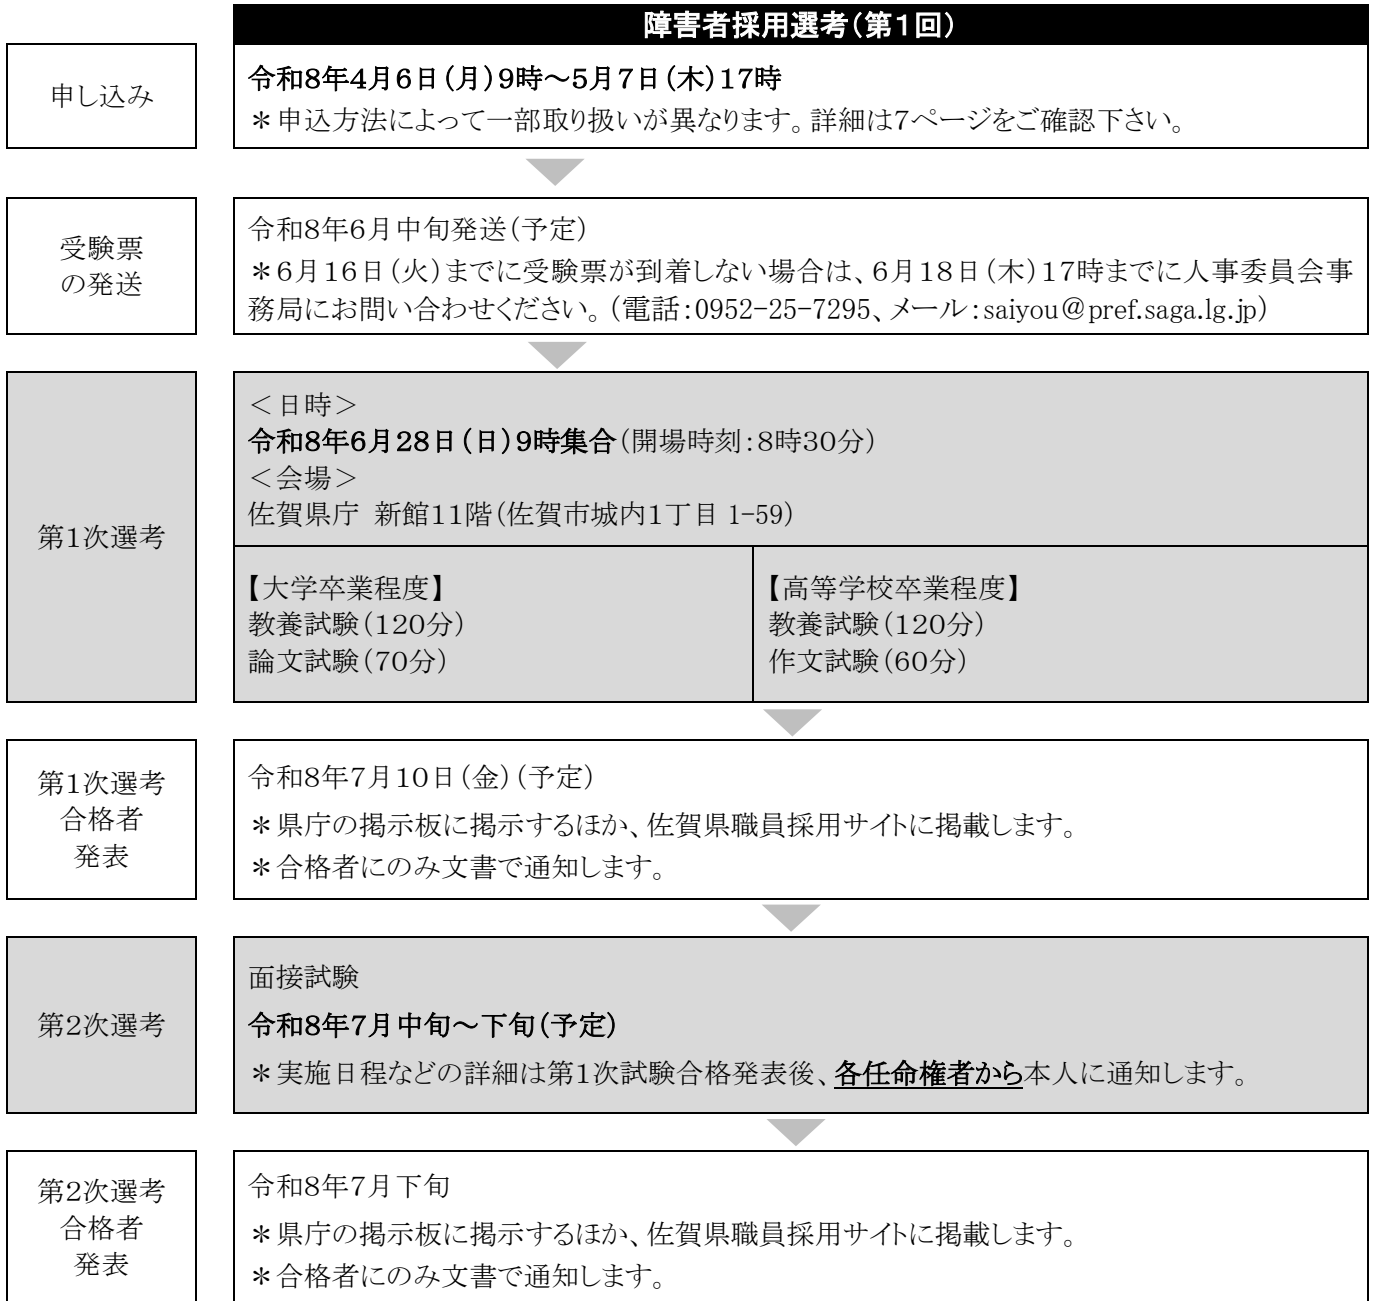 障害者採用選考(第1回)
申し込み
令和8年4月6日(月)9時～5月7日(木)17時
＊申込方法によって一部取り扱いが異なります。詳細は7ページをご確認下さい。
受験票
の発送
令和8年6月中旬発送(予定)
＊6月16日(火)までに受験票が到着しない場合は、6月18日(木)17時までに人事委員会事
務局にお問い合わせください。(電話:0952-25-7295、メール:saiyou@pref.saga.lg.jp)
第1次選考
＜日時＞
令和8年6月28日(日)9時集合(開場時刻:8時30分)
＜会場＞
佐賀県庁 新館11階(佐賀市城内1丁目 1-59)
【大学卒業程度】
教養試験(120分)
論文試験(70分)
【高等学校卒業程度】
教養試験(120分)
作文試験(60分)
第1次選考
合格者
発表
令和8年7月10日(金)(予定)
＊県庁の掲示板に掲示するほか、佐賀県職員採用サイトに掲載します。
＊合格者にのみ文書で通知します。
第2次選考
面接試験
令和8年7月中旬～下旬(予定)
＊実施日程などの詳細は第1次試験合格発表後、各任命権者から本人に通知します。
第2次選考
合格者
発表
令和8年7月下旬
＊県庁の掲示板に掲示するほか、佐賀県職員採用サイトに掲載します。
＊合格者にのみ文書で通知します。